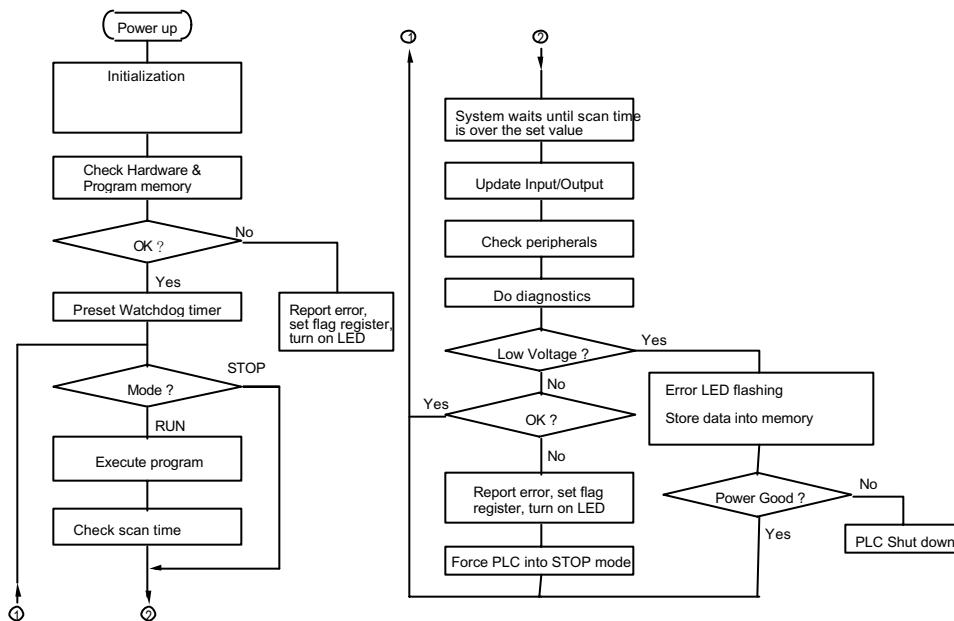 Power up
Initialization
Check Hardware &
Program memory
OK ?
No
Yes
Preset Watchdog timer
Report error,
set flag register,
turn on LED
STOP
Mode ?
RUN
Execute program
Check scan time
1
2
1
2
System waits until scan time
is over the set value
Update Input/Output
Check peripherals
Do diagnostics
Low Voltage ?
Yes
No
Error LED flashing
Store data into memory
Yes
OK ?
No
Report error, set flag
register, turn on LED
Power Good ?
No
Yes
PLC Shut down
Force PLC into STOP mode